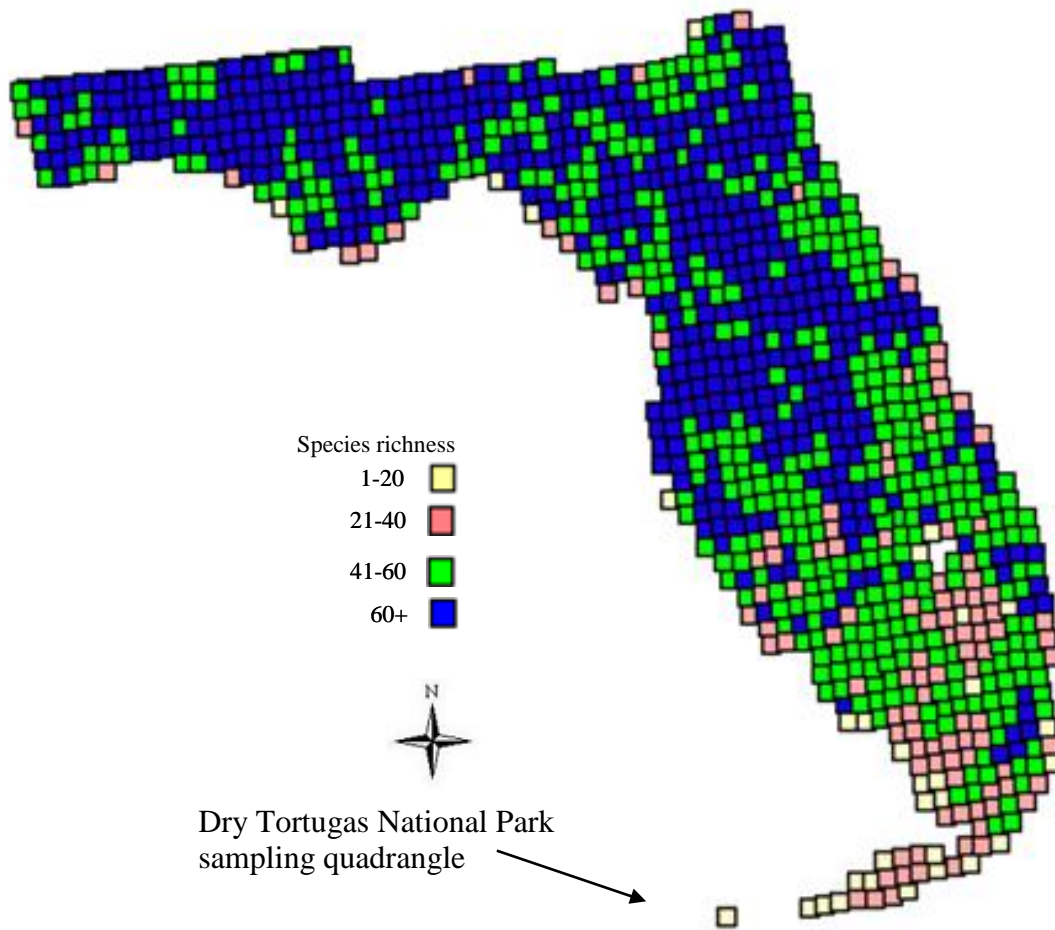 Species richness
1-20
21-40
41-60
60+
N
Dry Tortugas National Park
sampling quadrangle